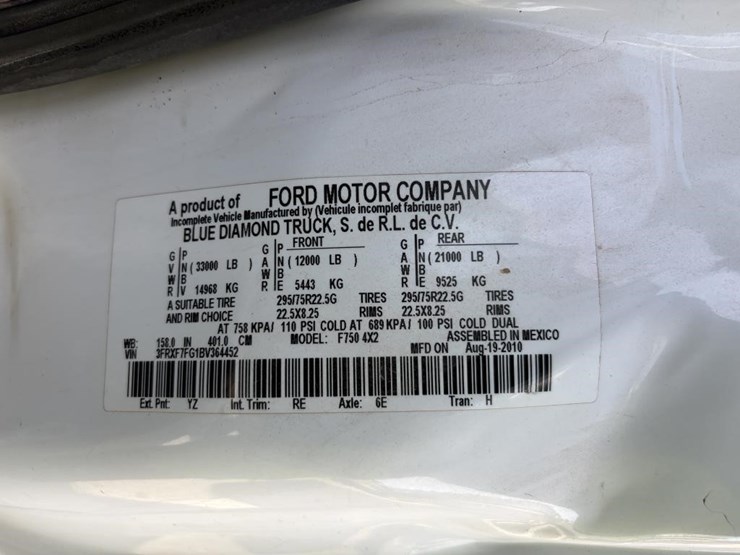 A product of FORD MOTOR COMPANY
Incomplete Vehicle Manufactured by (Vehicule incomplet fabrique par)
BLUE DIAMOND TRUCK, S. de R.L. de C.V.
G P G P FRONT G P REAR
V N ( 33000 LB ) A N ( 12000 LB ) A N ( 21000 LB )
W B W B W B
R V 14968 KG R E 5443 KG R E 9525 KG
A SUITABLE TIRE 295/75R22.5G TIRES 295/75R22.5G TIRES
AND RIM CHOICE 22.5X8.25 RIMS 22.5X8.25 RIMS
AT 758 KPA/ 110 PSI COLD AT 689 KPA/ 100 PSI COLD DUAL
WB: 158.0 IN 401.0 CM MODEL: F750 4X2 ASSEMBLED IN MEXICO
VIN 3FRXF7FG1BV364452 MFD ON Aug-19-2010
Ext. Pnt: YZ Int. Trim: RE Axle: 6E Tran: H